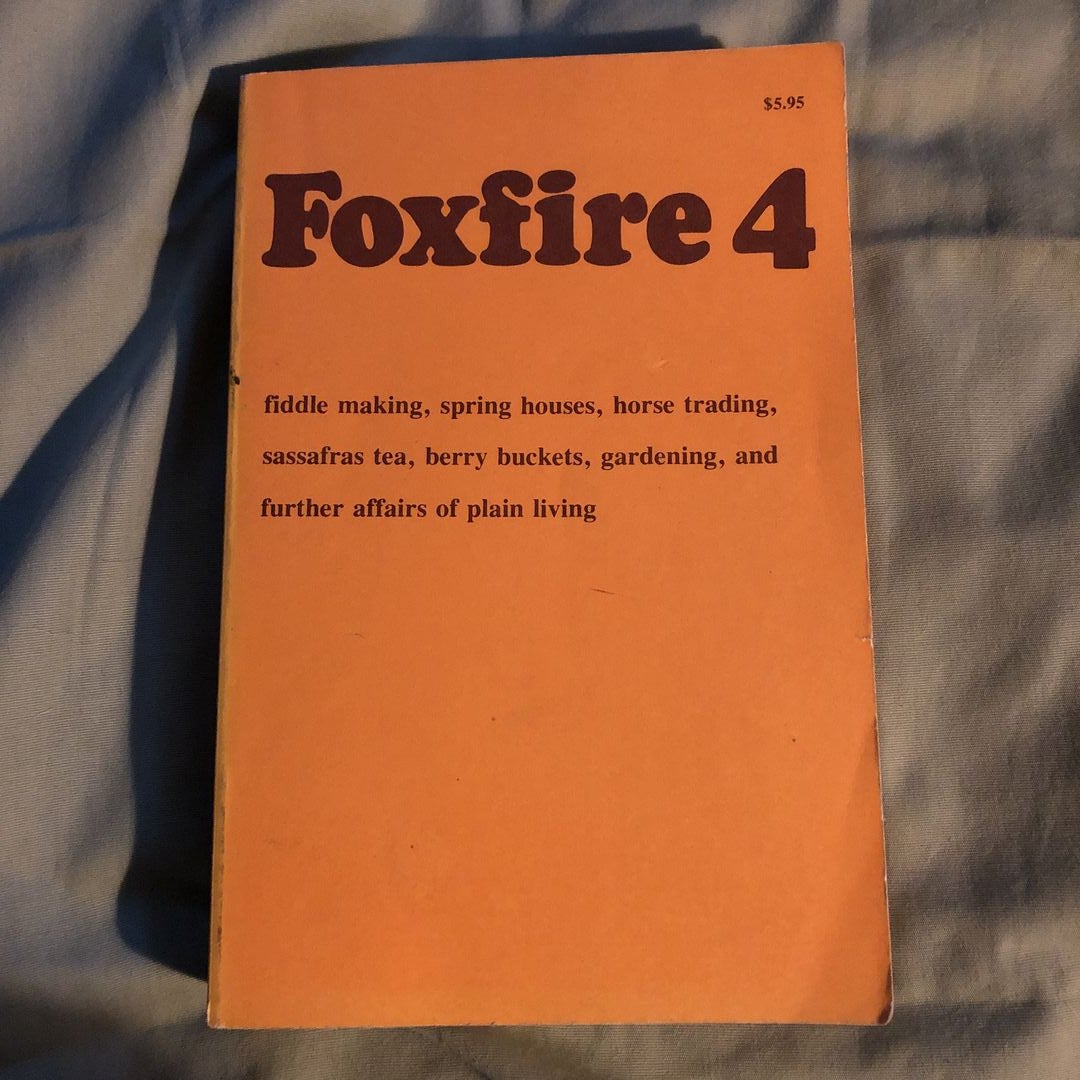 $5.95
Foxfire 4
fiddle making, spring houses, horse trading,
sassafras tea, berry buckets, gardening, and
further affairs of plain living